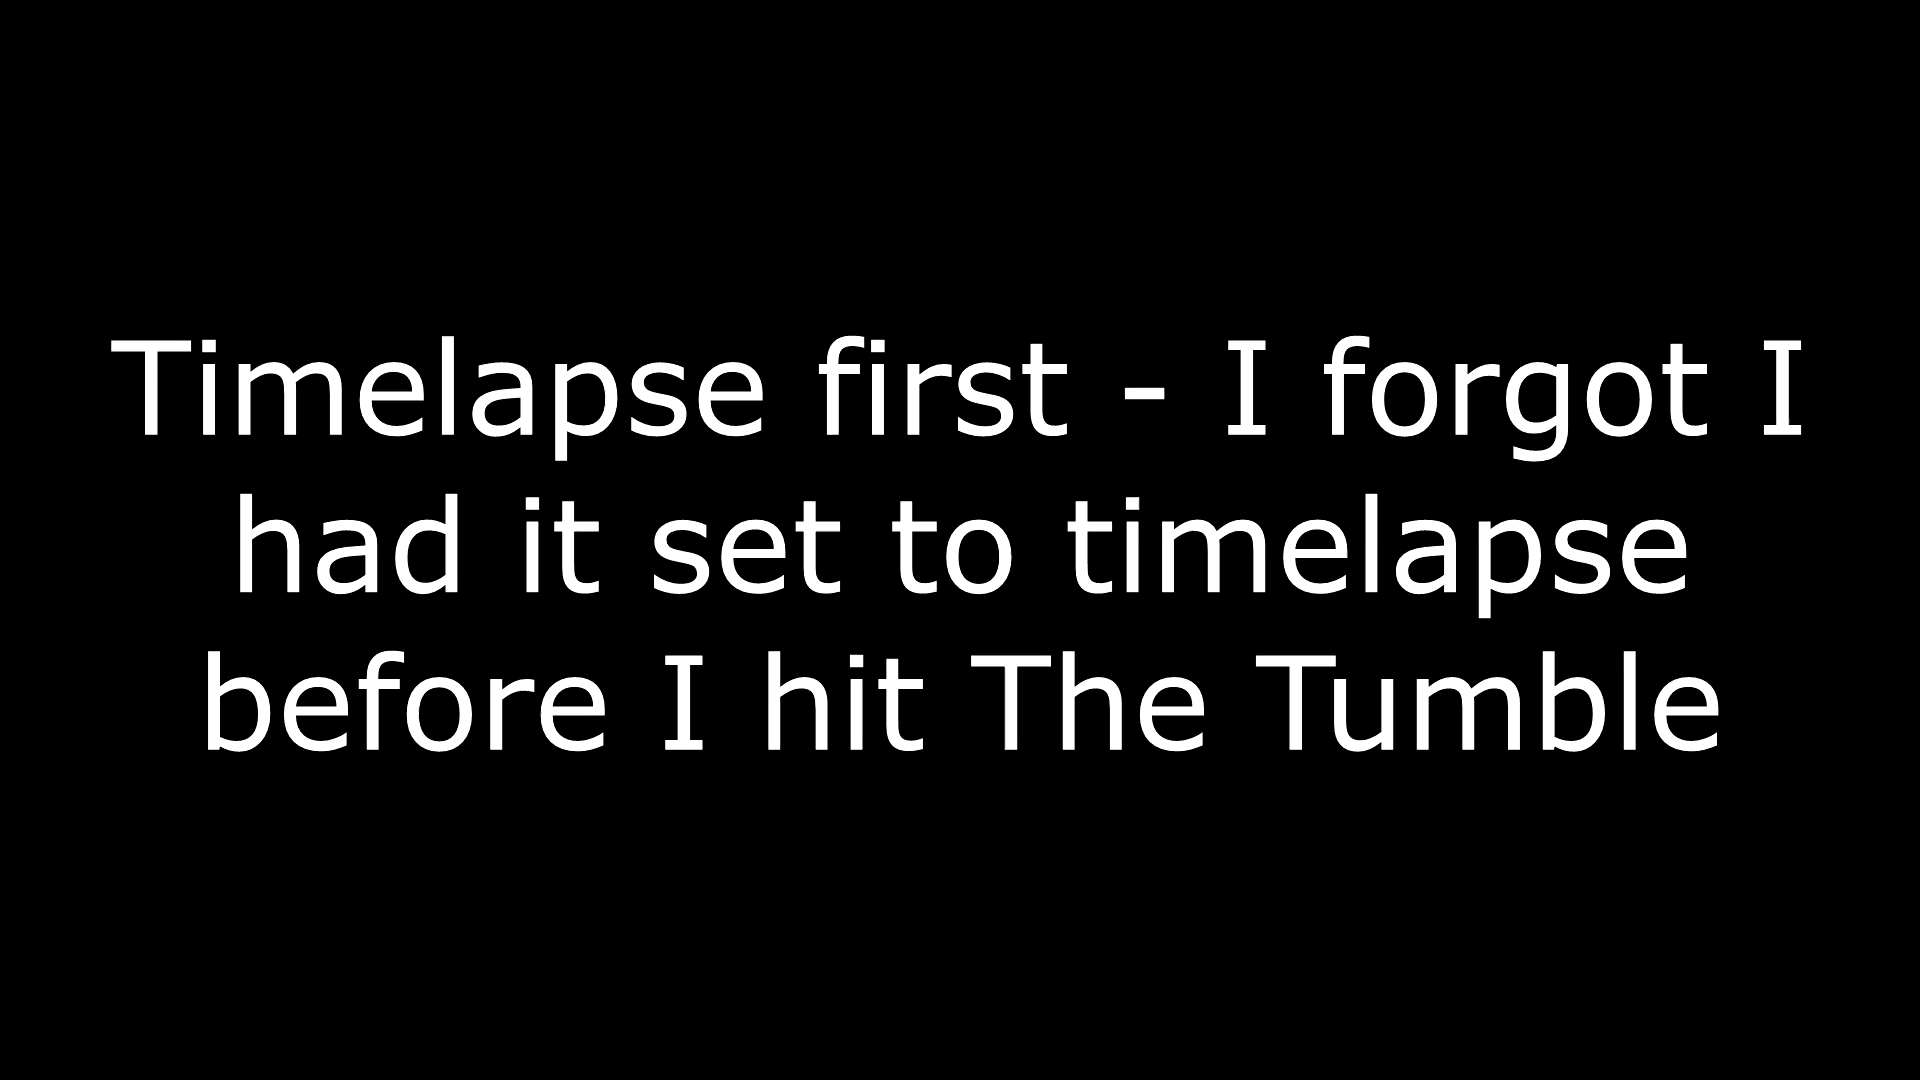 Timelapse first - I forgot I
had it set to timelapse
before I hit The Tumble